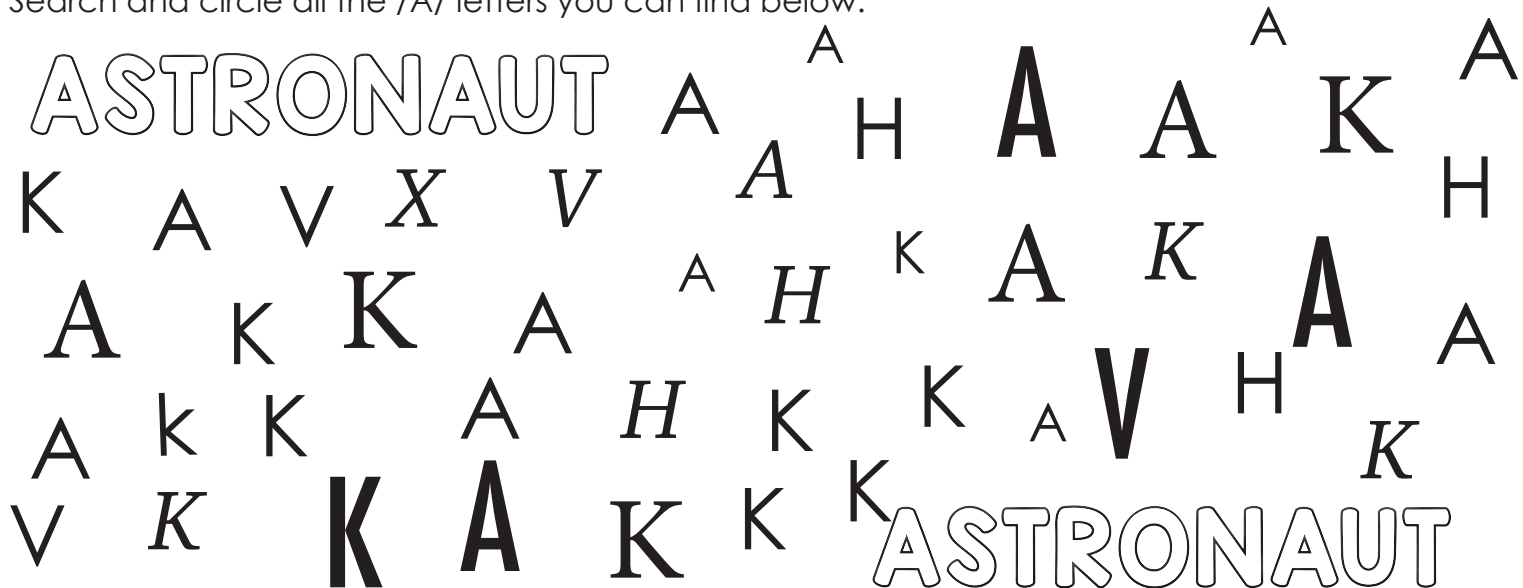 Search and circle all the /A/ letters you can find below.
A A A
ASTRONAUT A H A A K
A H
K A V X V
K A K A
A H
A K K A A
K V H
A k K A H K A K
V K K A K K K
ASTRONAUT